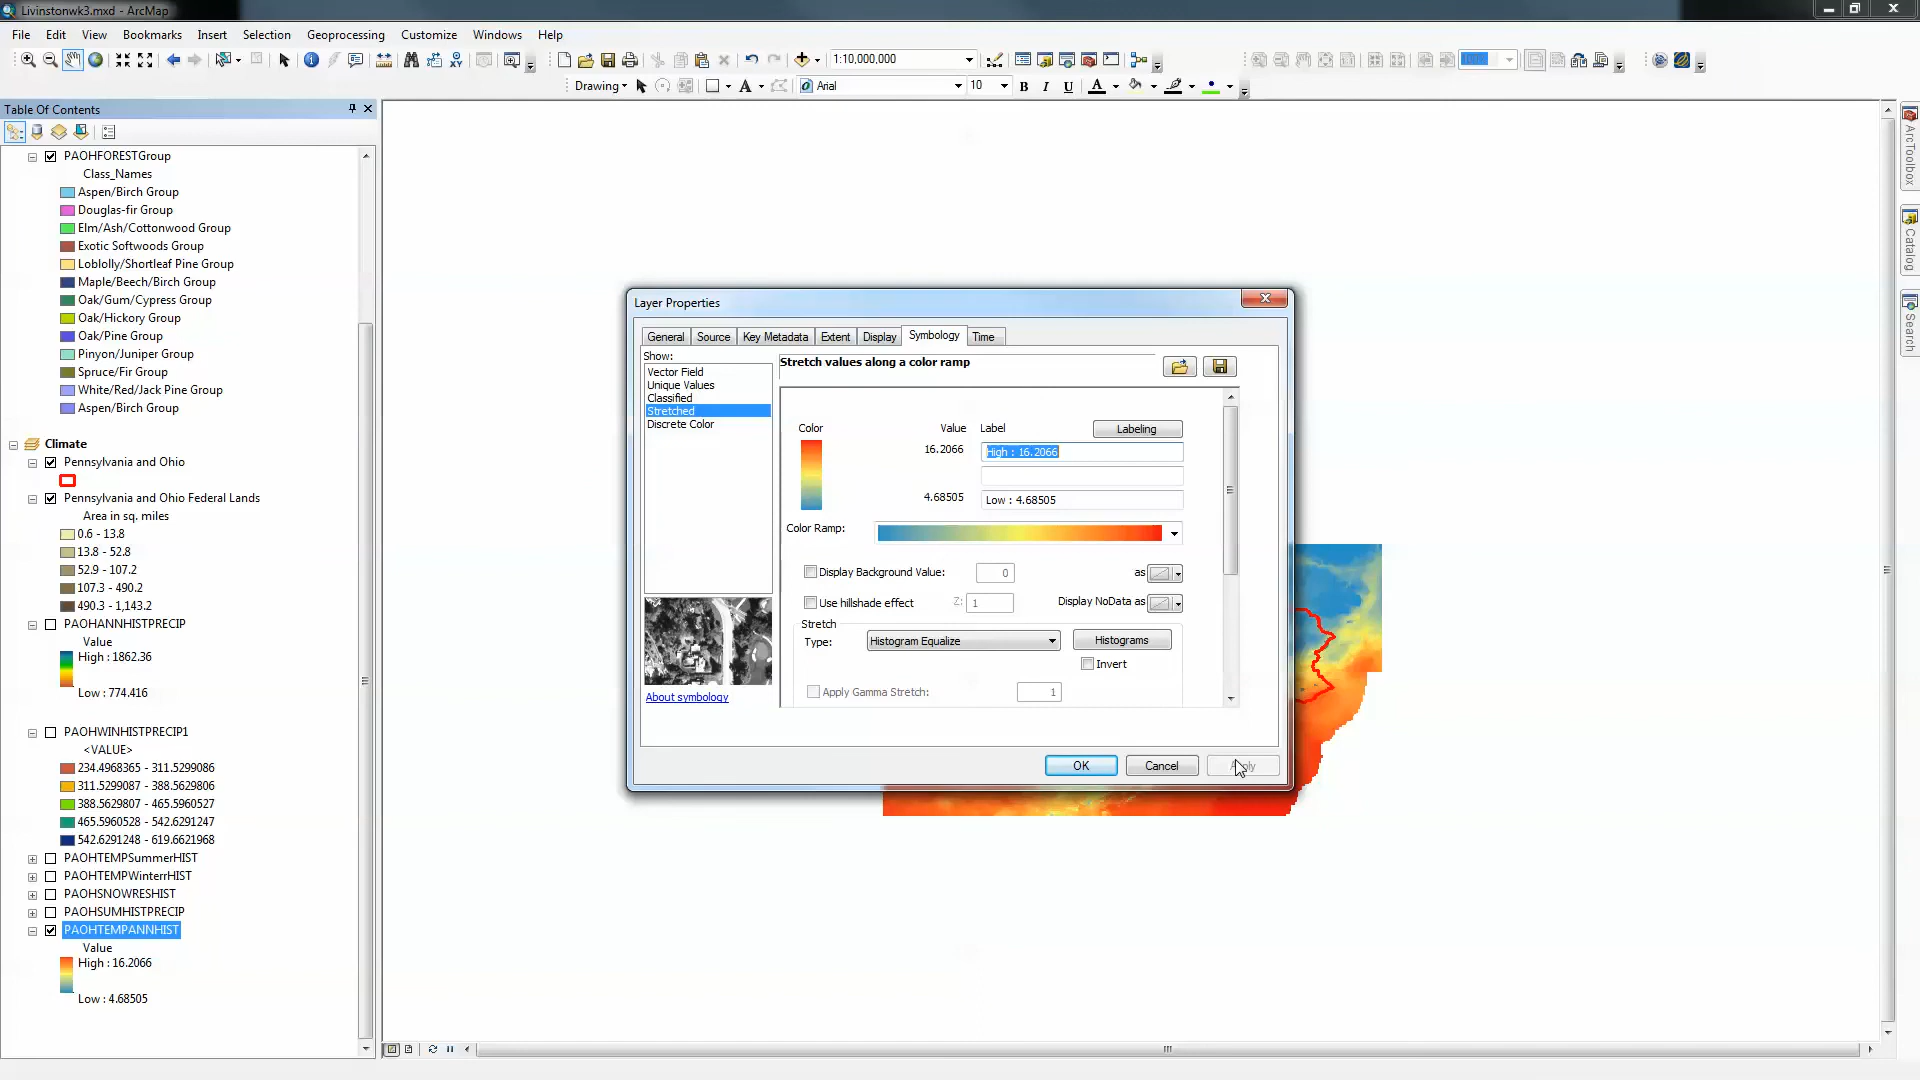 Livinstonwk3.mxd - ArcMap
File Edit View Bookmarks Insert Selection Geoprocessing Customize Windows Help
1:10,000,000
Drawing Arial 10 B I U A
Table Of Contents
PAOHFORESTGroup
Class_Names
Aspen/Birch Group
Douglas-fir Group
Elm/Ash/Cottonwood Group
Exotic Softwoods Group
Loblolly/Shortleaf Pine Group
Maple/Beech/Birch Group
Oak/Gum/Cypress Group
Oak/Hickory Group
Oak/Pine Group
Pinyon/Juniper Group
Spruce/Fir Group
White/Red/Jack Pine Group
Aspen/Birch Group
Climate
Pennsylvania and Ohio
Pennsylvania and Ohio Federal Lands
Area in sq. miles
0.6 - 13.8
13.8 - 52.8
52.9 - 107.2
107.3 - 490.2
490.3 - 1,143.2
PAOHANNHISTPRECIP
Value
High : 1862.36
Low : 774.416
PAOHWINHISTPRECIP1
<VALUE>
234.4968365 - 311.5299086
311.5299087 - 388.5629806
388.5629807 - 465.5960527
465.5960528 - 542.6291247
542.6291248 - 619.6621968
PAOHTEMPSummerHIST
PAOHTEMPWinterrHIST
PAOHSNOWRESHIST
PAOHSUMHISTPRECIP
PAOHTEMPANNHIST
Value
High : 16.2066
Low : 4.68505
Layer Properties
General Source Key Metadata Extent Display Symbology Time
Show:
Vector Field
Unique Values
Classified
Stretched
Discrete Color
About symbology
Stretch values along a color ramp
Color Value Label Labeling
16.2066 High : 16.2066
4.68505 Low : 4.68505
Color Ramp:
Display Background Value: 0 as
Use hillshade effect Z: 1 Display NoData as
Stretch
Type: Histogram Equalize Histograms
Invert
Apply Gamma Stretch: 1
OK Cancel Apply
ArcToolbox
Catalog
Search